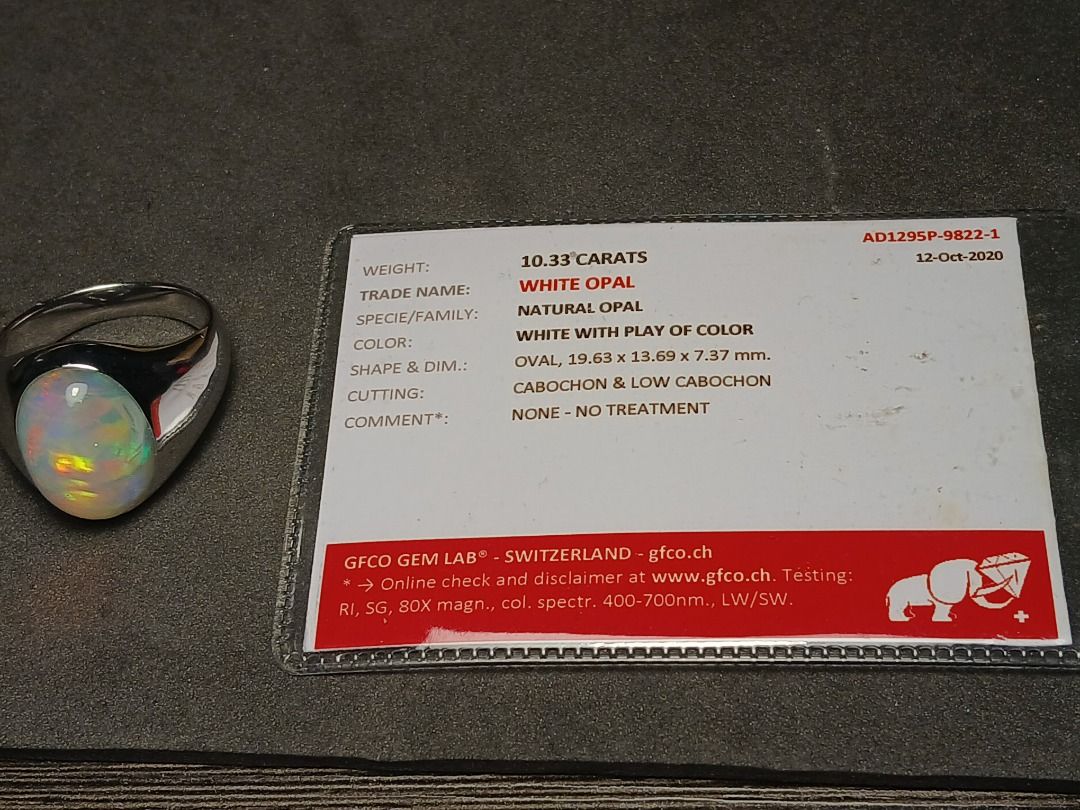 AD1295P-9822-1
12-Oct-2020
WEIGHT: 10.33 CARATS
TRADE NAME: WHITE OPAL
SPECIE/FAMILY: NATURAL OPAL
COLOR: WHITE WITH PLAY OF COLOR
SHAPE & DIM.: OVAL, 19.63 x 13.69 x 7.37 mm.
CUTTING: CABOCHON & LOW CABOCHON
COMMENT*: NONE - NO TREATMENT
GFCO GEM LAB® - SWITZERLAND - gfco.ch
* → Online check and disclaimer at www.gfco.ch. Testing:
RI, SG, 80X magn., col. spectr. 400-700nm., LW/SW.